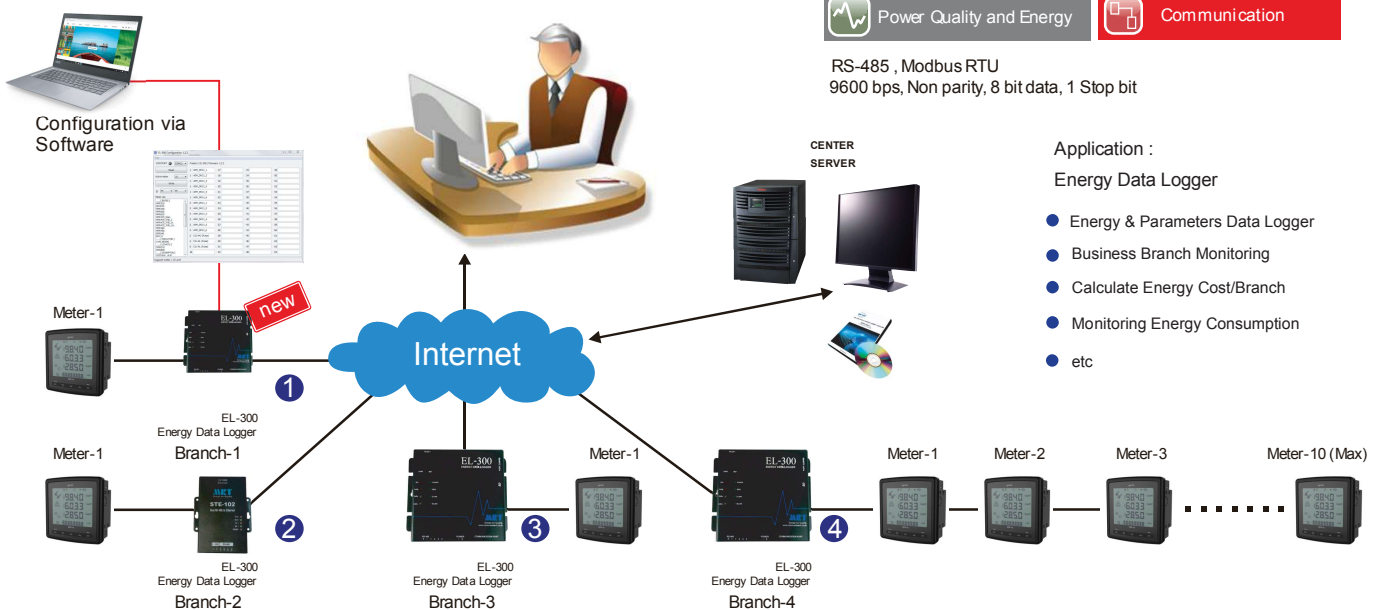 Power Quality and Energy
Communication
RS-485 , Modbus RTU
9600 bps, Non parity, 8 bit data, 1 Stop bit
Configuration via
Software
CENTER
SERVER
Application :
Energy Data Logger
Energy & Parameters Data Logger
Business Branch Monitoring
Calculate Energy Cost/Branch
Monitoring Energy Consumption
etc
new
Meter-1
EL-300
Internet
1
EL-300
Energy Data Logger
Branch-1
Meter-1
STE-102
2
EL-300
Energy Data Logger
Branch-2
EL-300
3
Meter-1
EL-300
Energy Data Logger
Branch-3
EL-300
4
EL-300
Energy Data Logger
Branch-4
Meter-1
Meter-2
Meter-3
Meter-10 (Max)